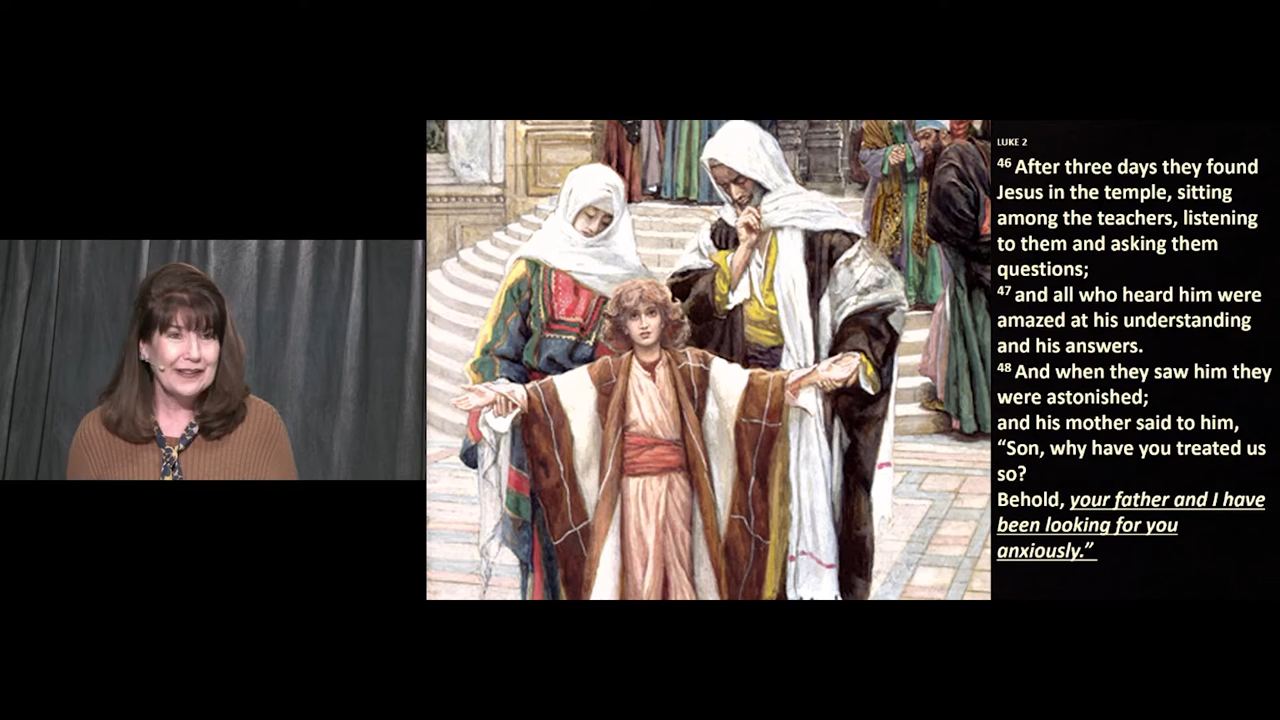 LUKE 2
46 After three days they found
Jesus in the temple, sitting
among the teachers, listening
to them and asking them
questions;
47 and all who heard him were
amazed at his understanding
and his answers.
48 And when they saw him they
were astonished;
and his mother said to him,
“Son, why have you treated us
so?
Behold, your father and I have
been looking for you
anxiously.”